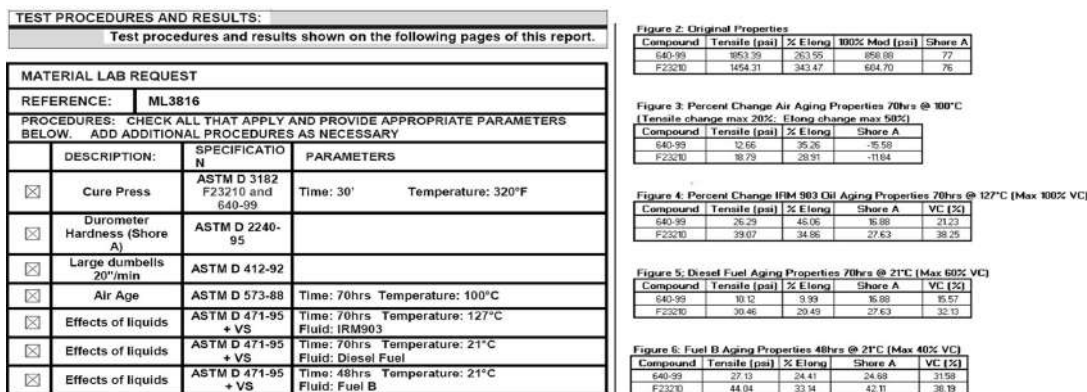 TEST PROCEDURES AND RESULTS:
Test procedures and results shown on the following pages of this report.
MATERIAL LAB REQUEST
REFERENCE: ML3816
PROCEDURES: CHECK ALL THAT APPLY AND PROVIDE APPROPRIATE PARAMETERS
BELOW. ADD ADDITIONAL PROCEDURES AS NECESSARY
DESCRIPTION: SPECIFICATIO
N PARAMETERS
Cure Press ASTM D 3182
F23210 and
640-99 Time: 30' Temperature: 320°F
Durometer
Hardness (Shore
A) ASTM D 2240-
95
Large dumbells
20"/min ASTM D 412-92
Air Age ASTM D 573-88 Time: 70hrs Temperature: 100°C
Effects of liquids ASTM D 471-95
+ VS Time: 70hrs Temperature: 127°C
Fluid: IRM903
Effects of liquids ASTM D 471-95
+ VS Time: 70hrs Temperature: 21°C
Fluid: Diesel Fuel
Effects of liquids ASTM D 471-95
+ VS Time: 48hrs Temperature: 21°C
Fluid: Fuel B
Figure 2: Original Properties
Compound Tensile (psi) % Elong 100% Mod (psi) Shore A
640-99 1853.39 263.55 858.88 77
F23210 1454.31 343.47 684.70 76
Figure 3: Percent Change Air Aging Properties 70hrs @ 100°C
(Tensile change max 20%: Elong change max 50%)
Compound Tensile (psi) % Elong Shore A
640-99 12.66 35.26 -15.58
F23210 18.79 28.91 -11.84
Figure 4: Percent Change IRM 903 Oil Aging Properties 70hrs @ 127°C (Max 100% VC)
Compound Tensile (psi) % Elong Shore A VC (%)
640-99 26.29 46.06 16.88 21.23
F23210 39.07 34.86 27.63 38.25
Figure 5; Diesel Fuel Aging Properties 70hrs @ 21°C (Max 60% VC)
Compound Tensile (psi) % Elong Shore A VC (%)
640-99 10.12 9.99 16.88 15.57
F23210 30.46 20.49 27.63 32.13
Figure 6: Fuel B Aging Properties 48hrs @ 21°C (Max 40% VC)
Compound Tensile (psi) % Elong Shore A VC (%)
640-99 27.13 24.41 24.68 31.58
F23210 44.04 33.14 42.11 38.19